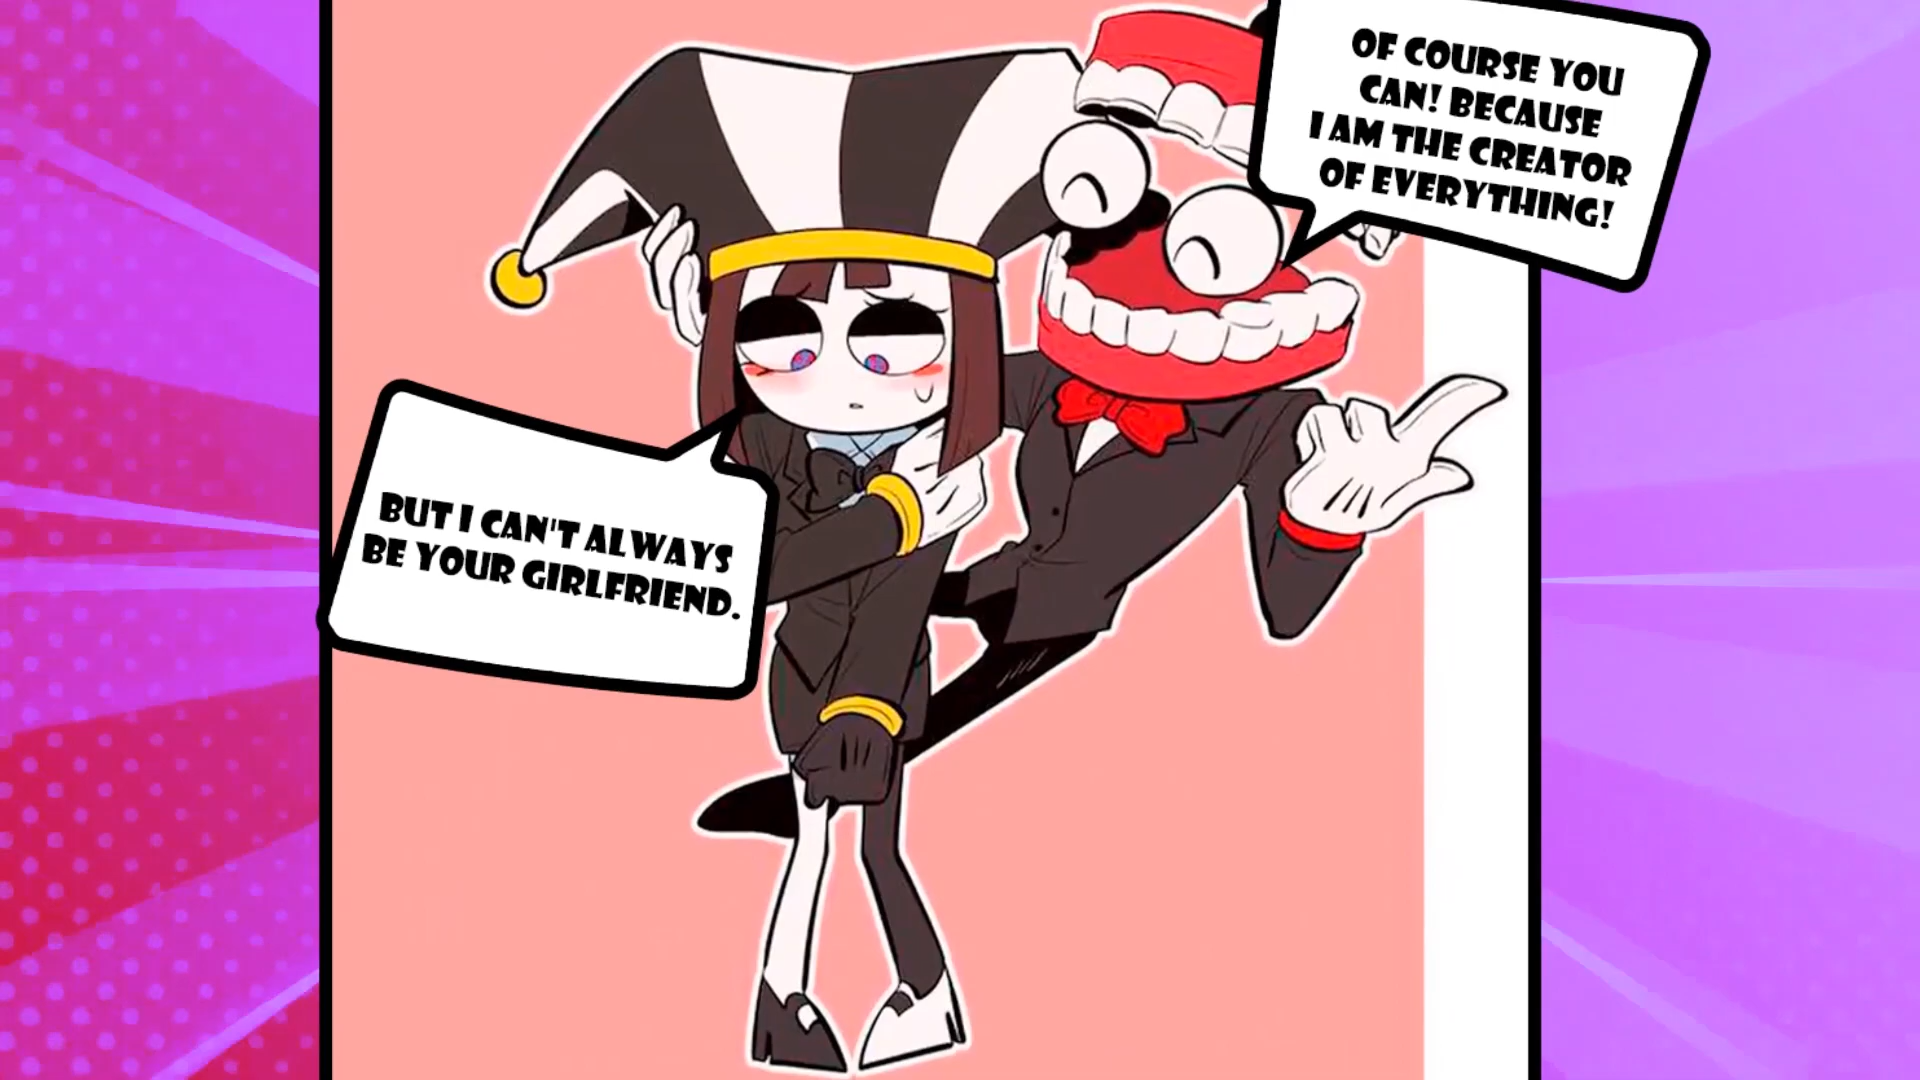 OF COURSE YOU
CAN! BECAUSE
I AM THE CREATOR
OF EVERYTHING!
BUT I CAN'T ALWAYS
BE YOUR GIRLFRIEND.